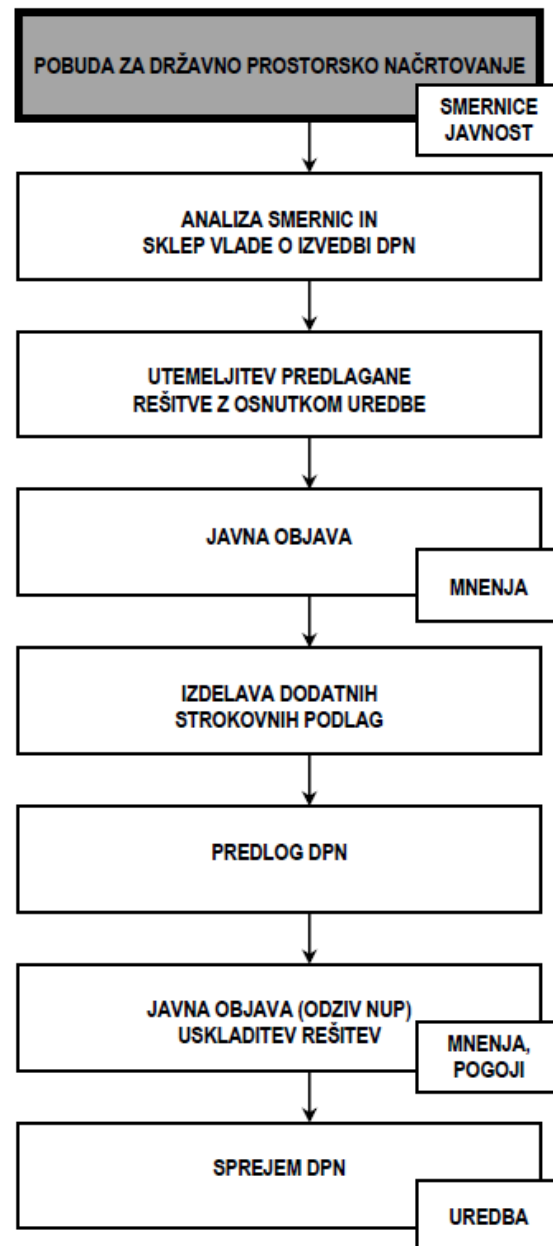 POBUDA ZA DRŽAVNO PROSTORSKO NAČRTOVANJE
SMERNICE
JAVNOST
ANALIZA SMERNIC IN
SKLEP VLADE O IZVEDBI DPN
UTEMELJITEV PREDLAGANE
REŠITVE Z OSNUTKOM UREDBE
JAVNA OBJAVA
MNENJA
IZDELAVA DODATNIH
STROKOVNIH PODLAG
PREDLOG DPN
JAVNA OBJAVA (ODZIV NUP)
USKLADITEV REŠITEV
MNENJA,
POGOJI
SPREJEM DPN
UREDBA